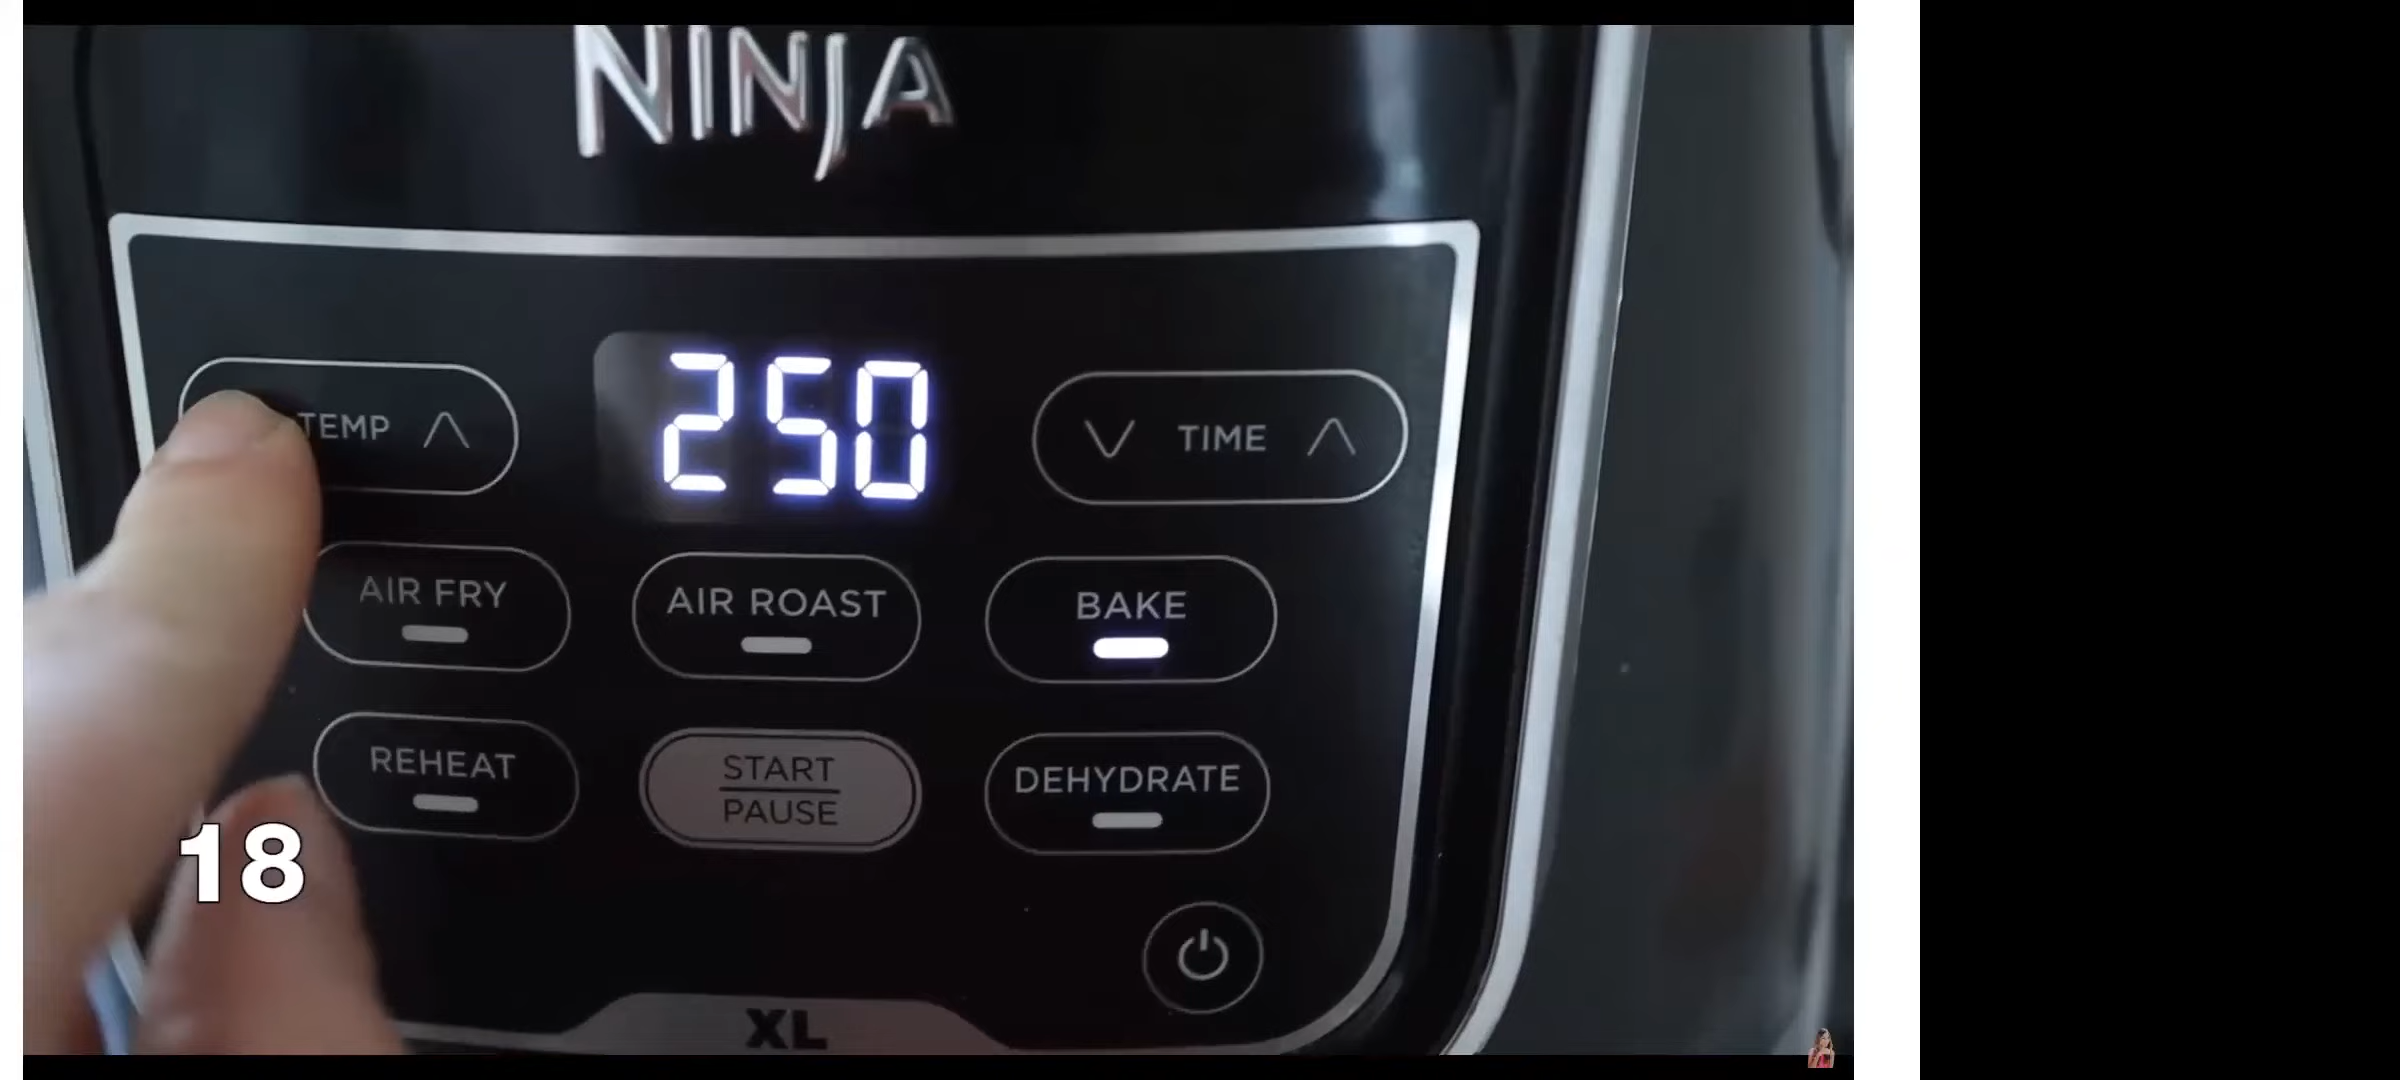 NINJA
TEMP
250
TIME
AIR FRY
AIR ROAST
BAKE
REHEAT
START
PAUSE
DEHYDRATE
18
XL